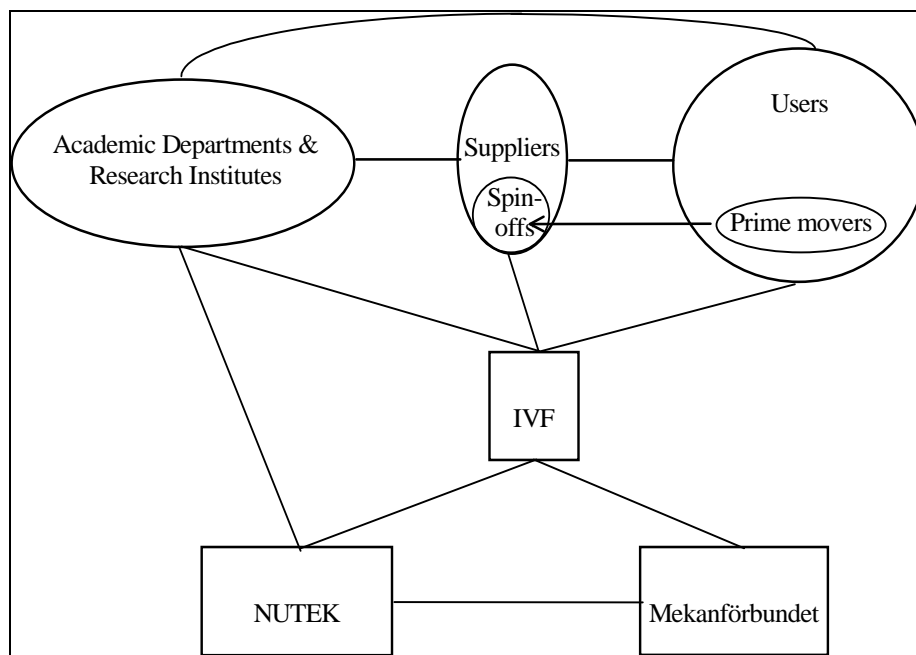 Users
Academic Departments &
Research Institutes
Suppliers
Spin-
offs
Prime movers
IVF
NUTEK
Mekanförbundet